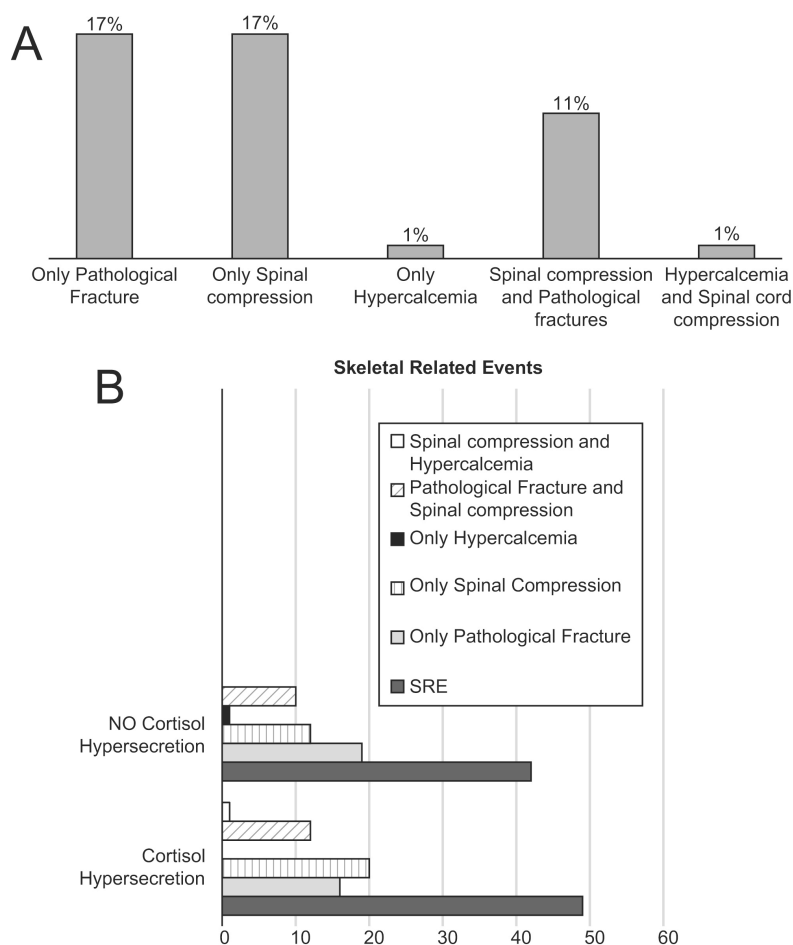 A
17%
17%
1%
11%
1%
Only Pathological
Fracture
Only Spinal
compression
Only
Hypercalcemia
Spinal compression
and Pathological
fractures
Hypercalcemia
and Spinal cord
compression
B
Skeletal Related Events
Spinal compression and
Hypercalcemia
Pathological Fracture and
Spinal compression
Only Hypercalcemia
Only Spinal Compression
Only Pathological Fracture
SRE
NO Cortisol
Hypersecretion
Cortisol
Hypersecretion
0 10 20 30 40 50 60